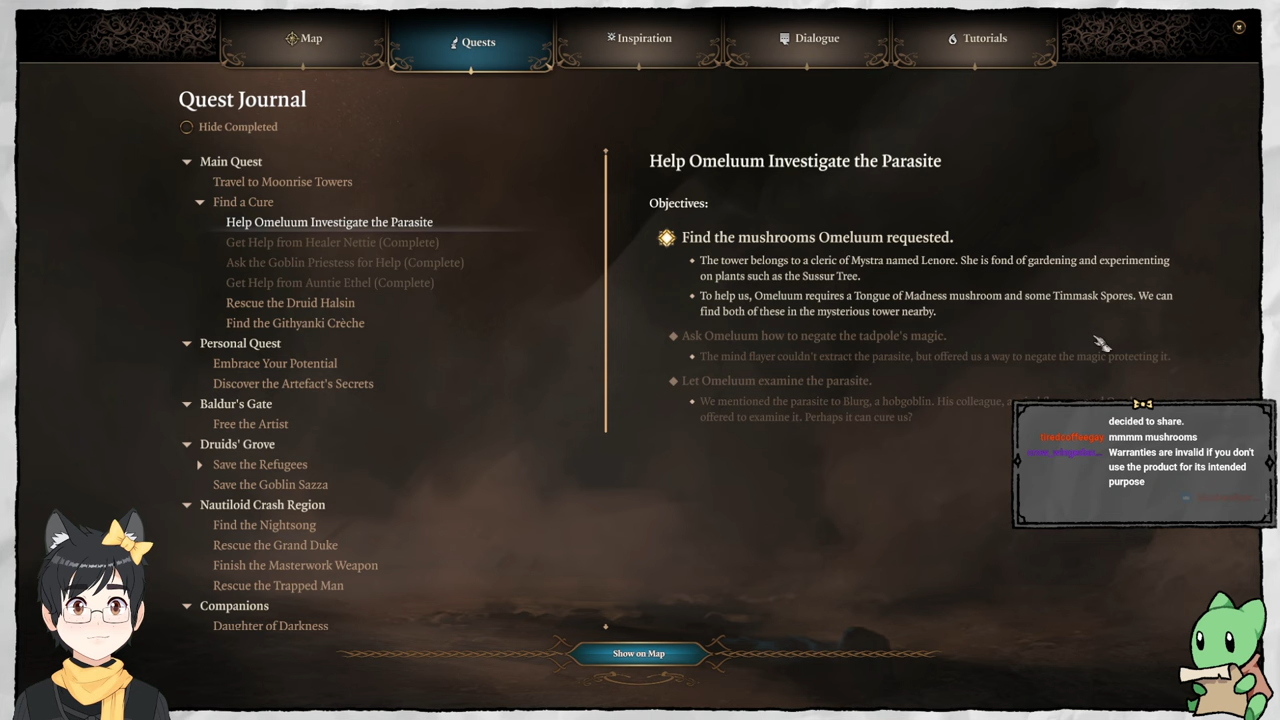 Map
Quests
Inspiration
Dialogue
Tutorials
Quest Journal
Hide Completed
Main Quest
Travel to Moonrise Towers
Find a Cure
Help Omeluum Investigate the Parasite
Get Help from Healer Nettie (Complete)
Ask the Goblin Priestess for Help (Complete)
Get Help from Auntie Ethel (Complete)
Rescue the Druid Halsin
Find the Githyanki Crèche
Personal Quest
Embrace Your Potential
Discover the Artefact's Secrets
Baldur's Gate
Free the Artist
Druids' Grove
Save the Refugees
Save the Goblin Sazza
Nautiloid Crash Region
Find the Nightsong
Rescue the Grand Duke
Finish the Masterwork Weapon
Rescue the Trapped Man
Companions
Daughter of Darkness
Help Omeluum Investigate the Parasite
Objectives:
Find the mushrooms Omeluum requested.
The tower belongs to a cleric of Mystra named Lenore. She is fond of gardening and experimenting
on plants such as the Sussur Tree.
To help us, Omeluum requires a Tongue of Madness mushroom and some Timmask Spores. We can
find both of these in the mysterious tower nearby.
Ask Omeluum how to negate the tadpole's magic.
The mind flayer couldn't extract the parasite, but offered us a way to negate the magic protecting it.
Let Omeluum examine the parasite.
We mentioned the parasite to Blurg, a hobgoblin. His colleague,
offered to examine it. Perhaps it can cure us?
decided to share.
tiredcoffeegay mmmm mushrooms
Warranties are invalid if you don't
use the product for its intended
purpose
Show on Map